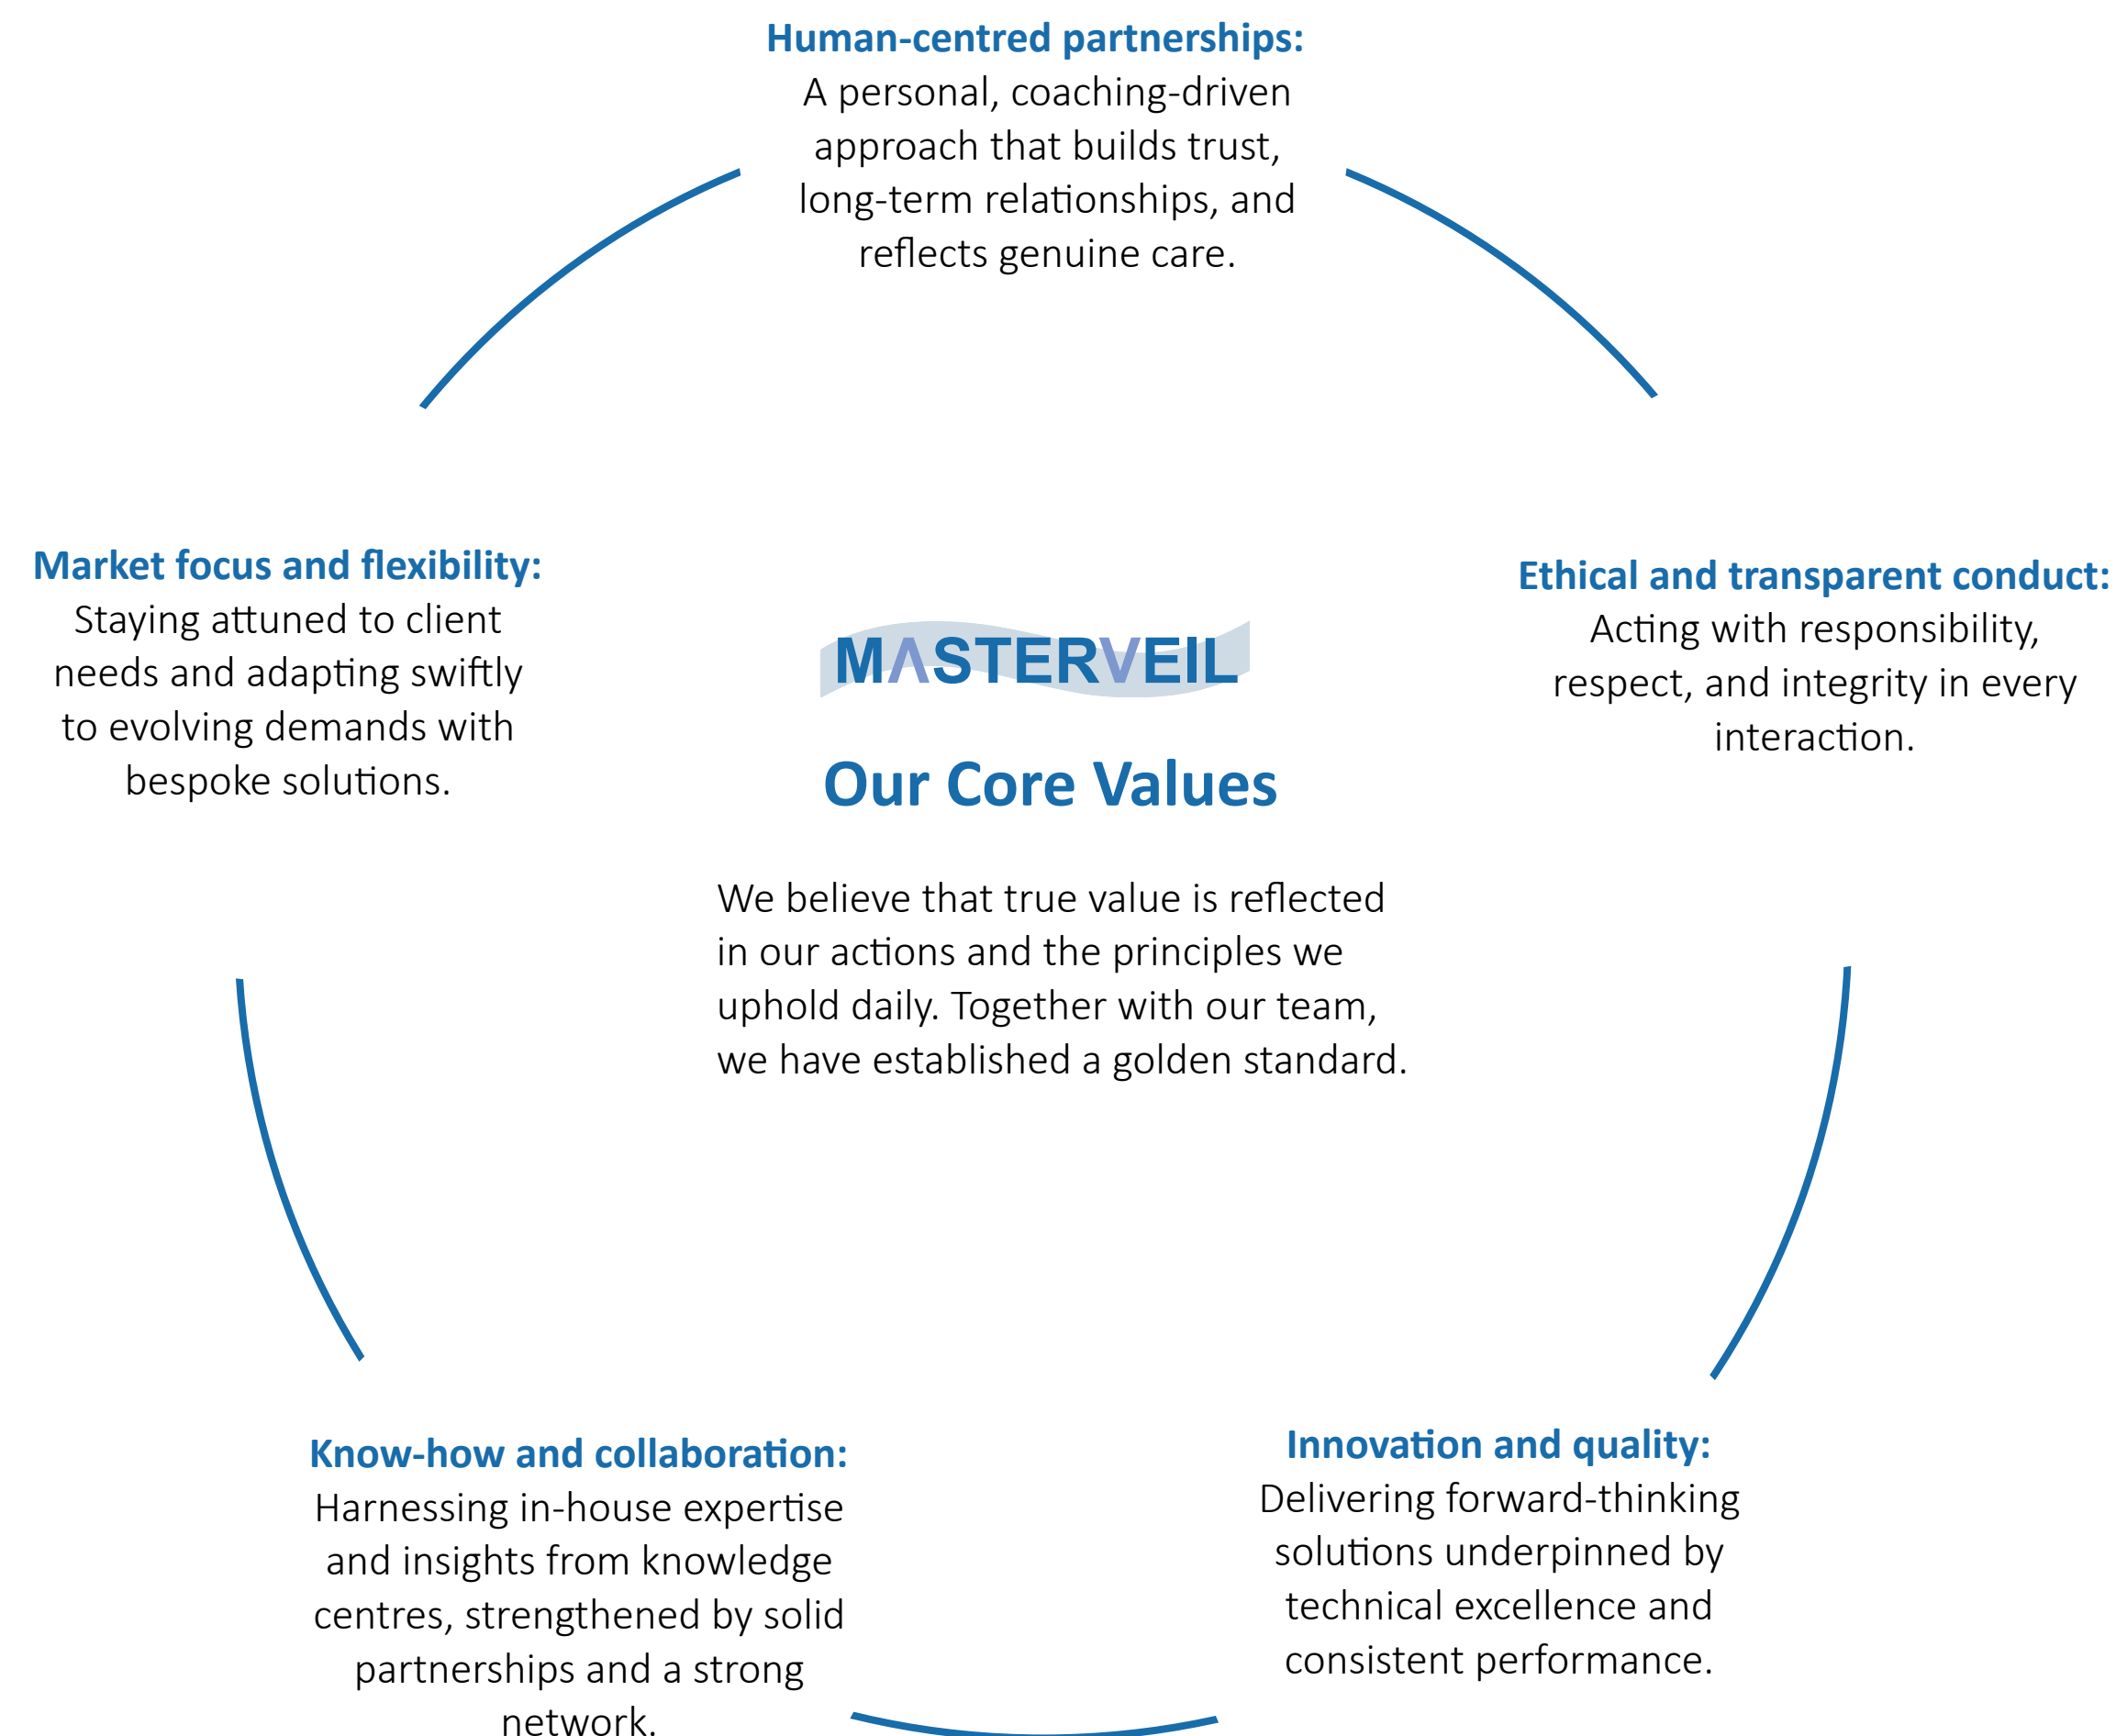 Human-centred partnerships:
A personal, coaching-driven
approach that builds trust,
long-term relationships, and
reflects genuine care.
Market focus and flexibility:
Staying attuned to client
needs and adapting swiftly
to evolving demands with
bespoke solutions.
MASTERVEIL
Our Core Values
We believe that true value is reflected
in our actions and the principles we
uphold daily. Together with our team,
we have established a golden standard.
Ethical and transparent conduct:
Acting with responsibility,
respect, and integrity in every
interaction.
Know-how and collaboration:
Harnessing in-house expertise
and insights from knowledge
centres, strengthened by solid
partnerships and a strong
network.
Innovation and quality:
Delivering forward-thinking
solutions underpinned by
technical excellence and
consistent performance.